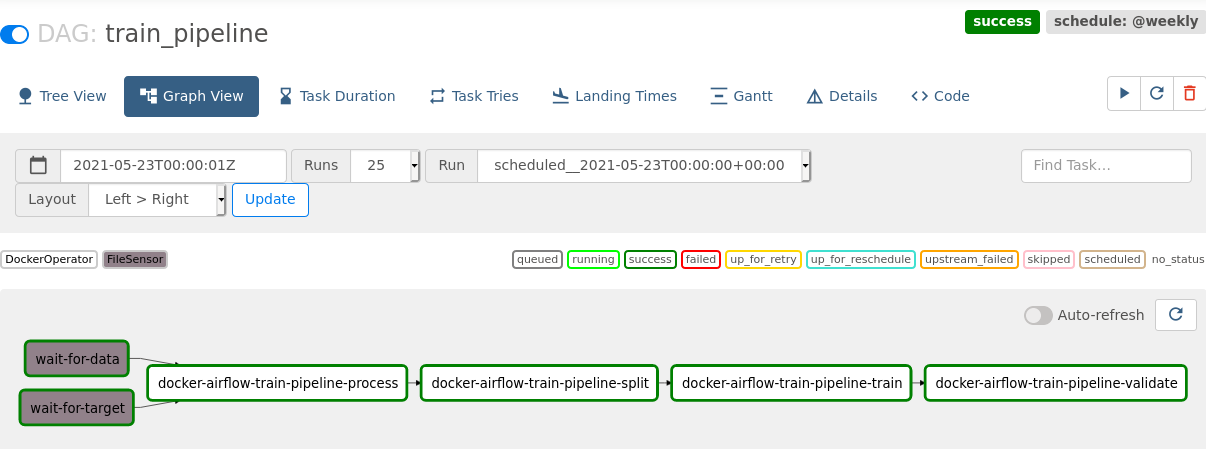 DAG: train_pipeline
success schedule: @weekly
Tree View Graph View Task Duration Task Tries Landing Times Gantt Details <> Code
2021-05-23T00:00:01Z Runs 25 Run scheduled__2021-05-23T00:00:00+00:00 Find Task...
Layout Left > Right Update
DockerOperator FileSensor queued running success failed up_for_retry up_for_reschedule upstream_failed skipped scheduled no_status
Auto-refresh
wait-for-data
docker-airflow-train-pipeline-process docker-airflow-train-pipeline-split docker-airflow-train-pipeline-train docker-airflow-train-pipeline-validate
wait-for-target